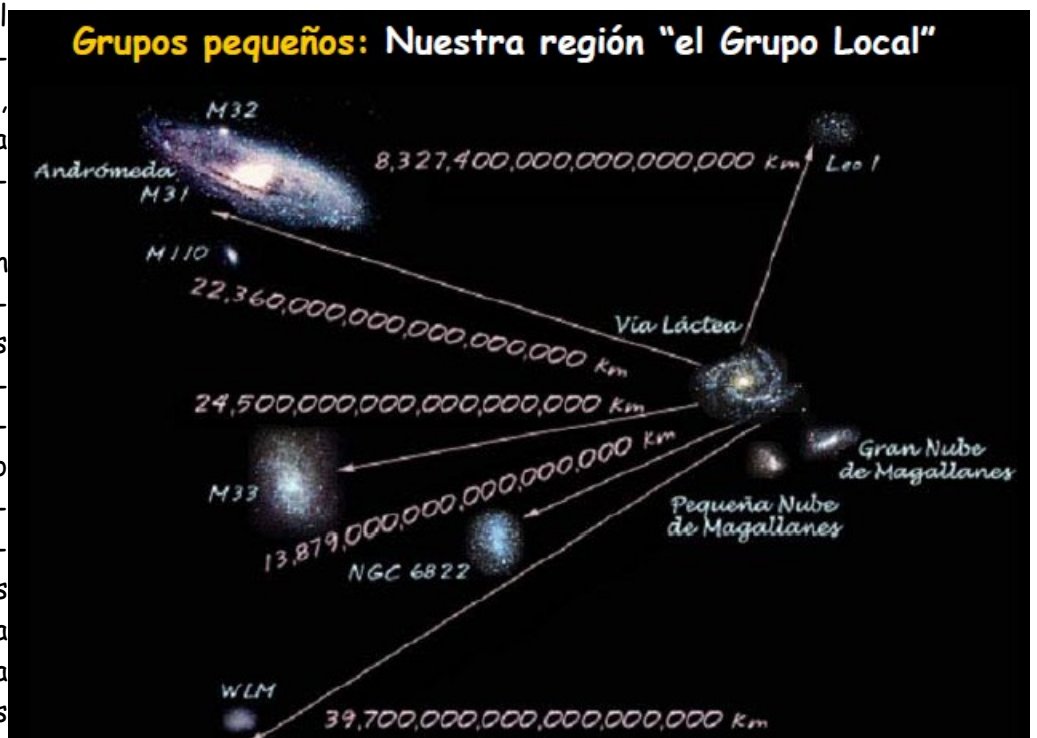 Grupos pequeños: Nuestra región “el Grupo Local”
M32
Andrómeda
M31
8,327,400,000,000,000,000 Km
Leo I
M110
22,360,000,000,000,000,000 Km
Vía Láctea
24,500,000,000,000,000,000 Km
M33
13,879,000,000,000,000,000 Km
Gran Nube
de Magallanes
Pequeña Nube
de Magallanes
NGC 6822
WLM
39,700,000,000,000,000,000 Km